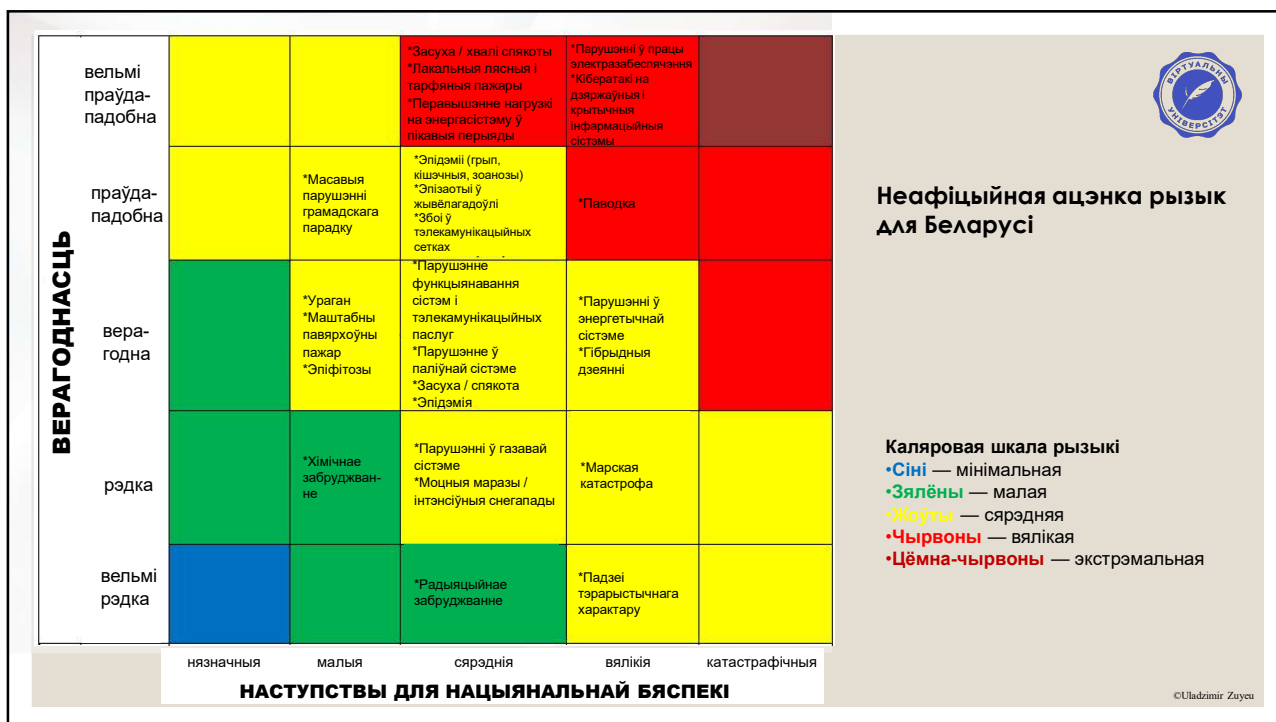 вельмі
праўда-
падобна
*Засуха / хвалі спякоты
*Лакальныя лясныя і
тарфяныя пажары
*Перавышэнне нагрузкі
на энергасістэму ў
пікавыя перыяды
*Парушэнні ў працы
электразабеспячэння
*Кібератакі на
дзяржаўныя і
крытычныя
інфармацыйныя
сістэмы
праўда-
падобна
*Масавыя
парушэнні
грамадскага
парадку
*Эпідэміі (грып,
кішэчныя, зоанозы)
*Эпізаотыі ў
жывёлагадоўлі
*Збоі ў
тэлекамунікацыйных
сетках
*Паводка
ВЕРАГОДНАСЦЬ
вера-
годна
*Ураган
*Маштабны
павярхоўны
пажар
*Эпіфітозы
*Парушэнне
функцыянавання
сістэм і
тэлекамунікацыйных
паслуг
*Парушэнне ў
паліўнай сістэме
*Засуха / спякота
*Эпідэмія
*Парушэнні ў
энергетычнай
сістэме
*Гібрыдныя
дзеянні
рэдка
*Хімічнае
забруджван-
не
*Парушэнні ў газавай
сістэме
*Моцныя маразы /
інтэнсіўныя снегапады
*Марская
катастрофа
вельмі
рэдка
*Радыяцыйнае
забруджванне
*Падзеі
тэрарыстычнага
характару
нязначныя
малыя
сярэднія
вялікія
катастрафічныя
НАСТУПСТВЫ ДЛЯ НАЦЫЯНАЛЬНАЙ БЯСПЕКІ
ВІРТУАЛЬНЫ
УНІВЕРСІТЭТ
Неафіцыйная ацэнка рызык
для Беларусі
Каляровая шкала рызыкі
•Сіні — мінімальная
•Зялёны — малая
•Жоўты — сярэдняя
•Чырвоны — вялікая
•Цёмна-чырвоны — экстрэмальная
©Uladzimir Zuyeu